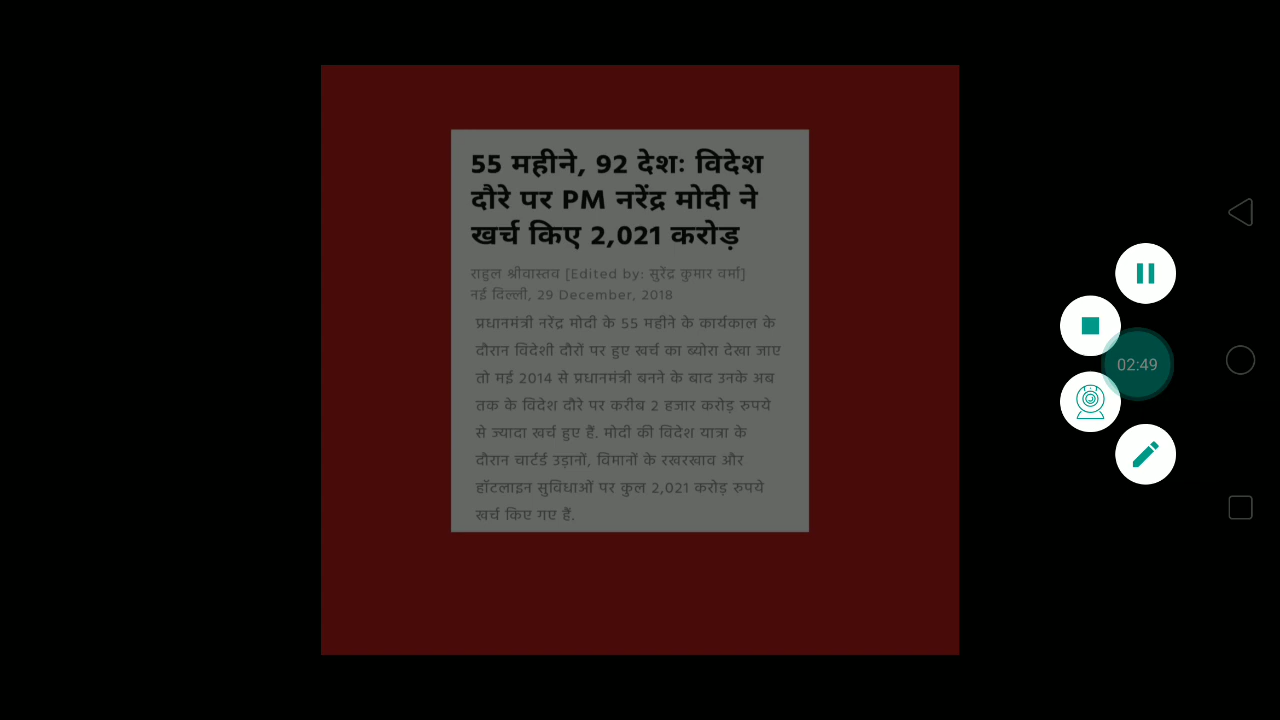 55 महीने, 92 देशः विदेश
दौरे पर PM नरेंद्र मोदी ने
खर्च किए 2,021 करोड़
राहुल श्रीवास्तव [Edited by: सुरेंद्र कुमार वर्मा]
नई दिल्ली, 29 December, 2018
प्रधानमंत्री नरेंद्र मोदी के 55 महीने के कार्यकाल के
दौरान विदेशी दौरों पर हुए खर्च का ब्योरा देखा जाए
तो मई 2014 से प्रधानमंत्री बनने के बाद उनके अब
तक के विदेश दौरे पर करीब 2 हजार करोड़ रुपये
से ज्यादा खर्च हुए हैं. मोदी की विदेश यात्रा के
दौरान चार्टर्ड उड़ानों, विमानों के रखरखाव और
हॉटलाइन सुविधाओं पर कुल 2,021 करोड़ रुपये
खर्च किए गए हैं.
02:49